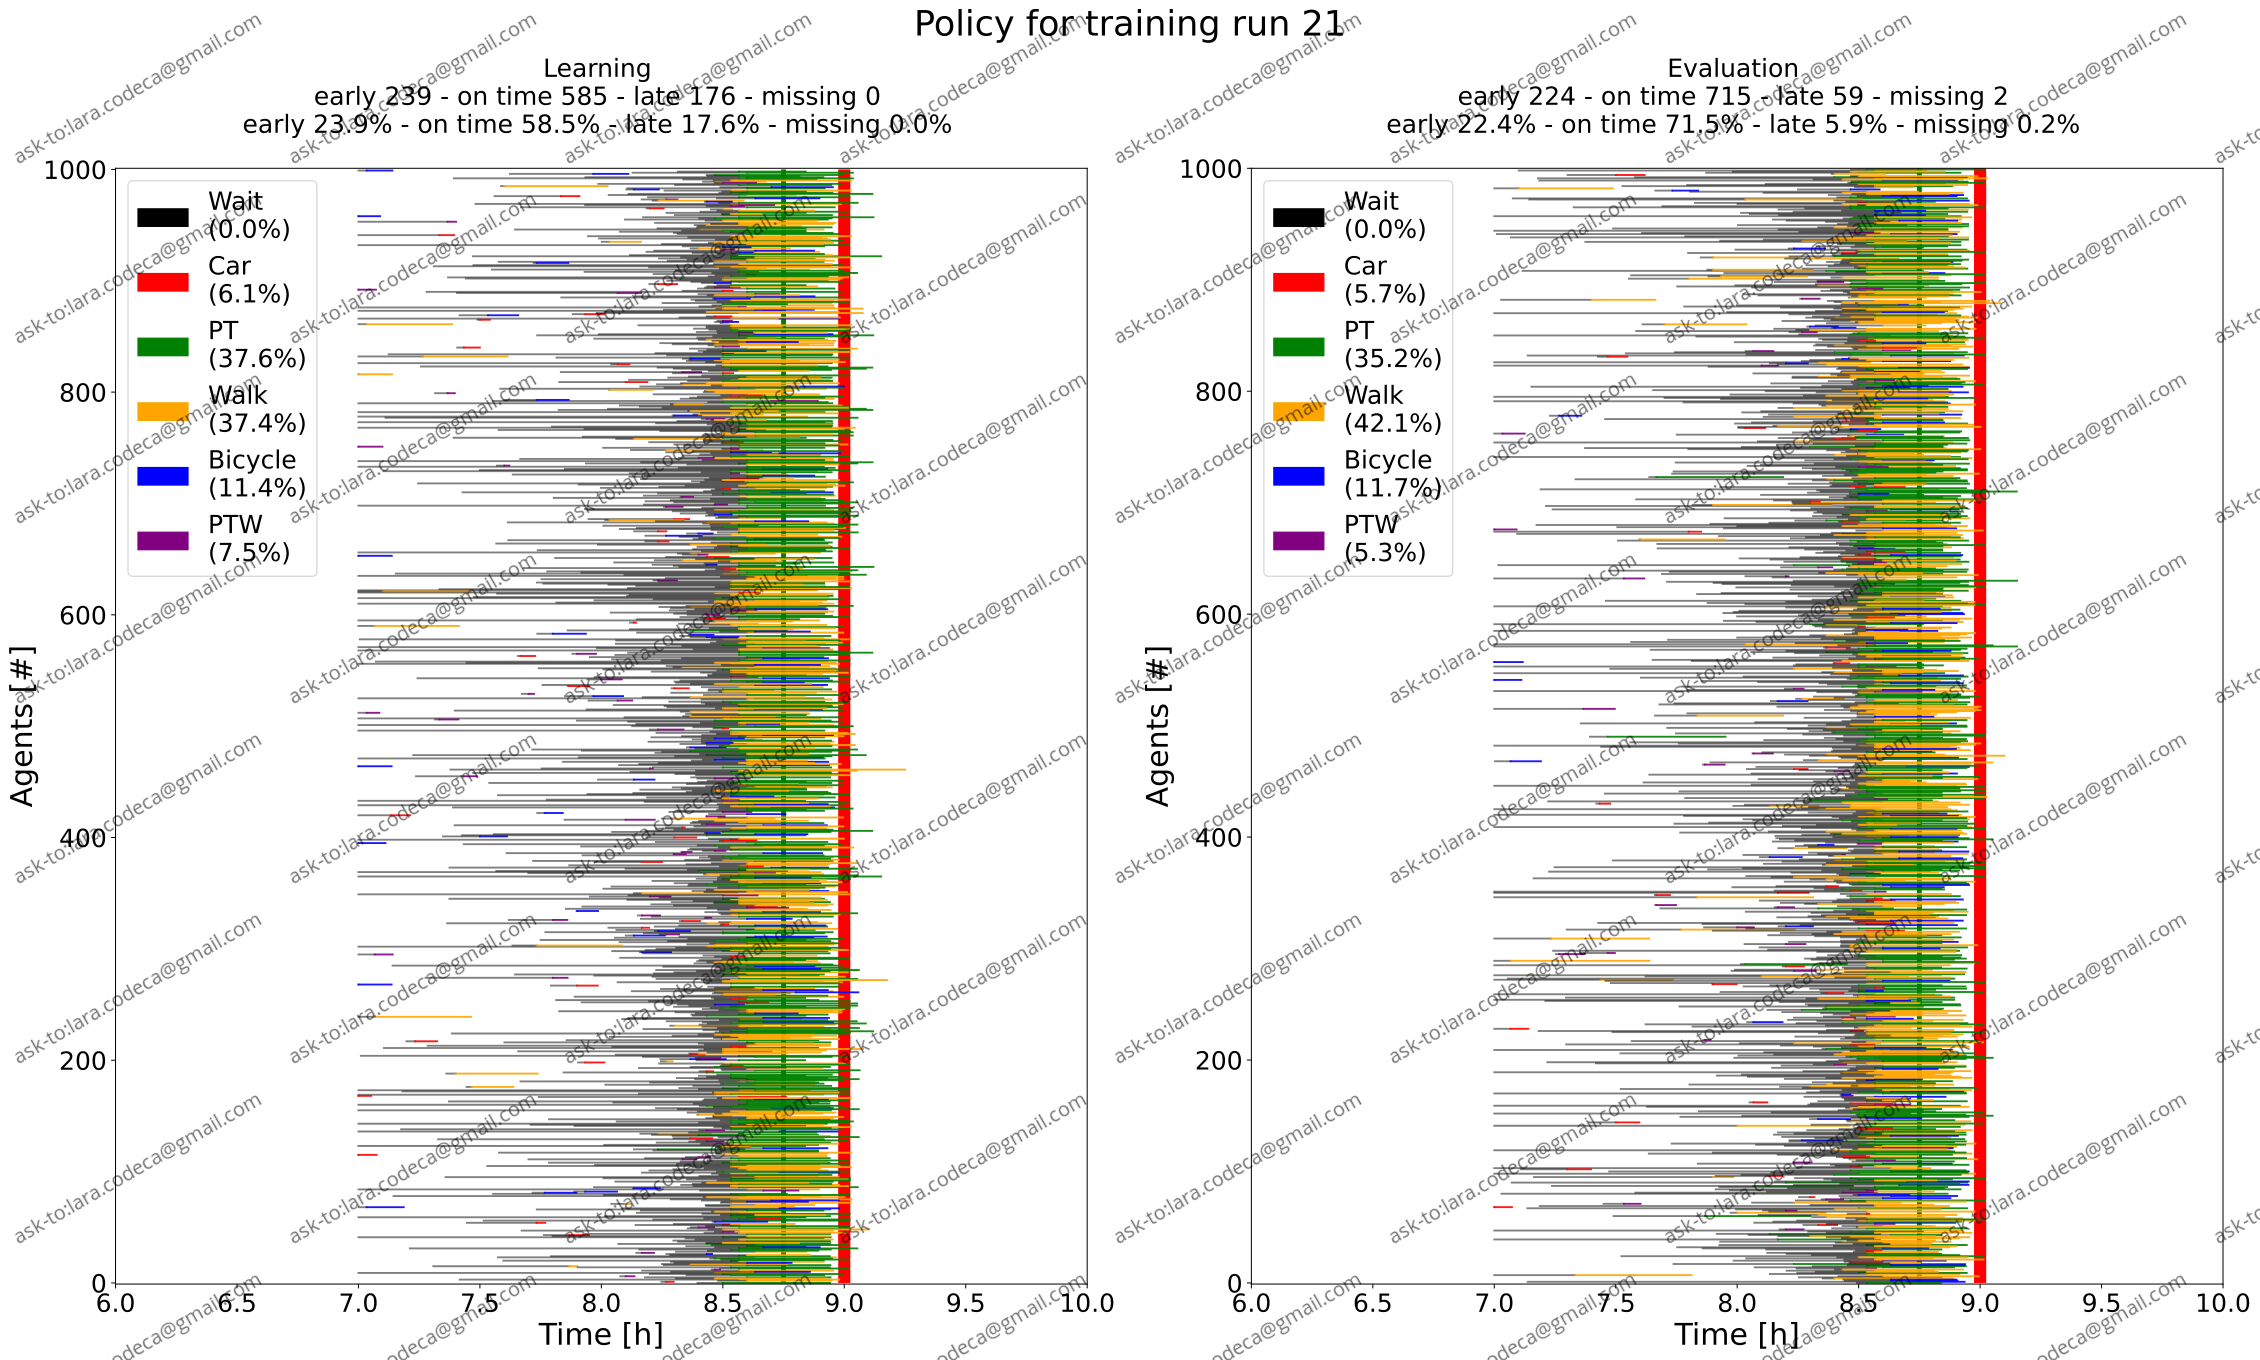 Policy for training run 21
Learning
early 239 - on time 585 - late 176 - missing 0
early 23.9% - on time 58.5% - late 17.6% - missing 0.0%
Agents [#]
1000
800
600
400
200
0
Wait
(0.0%)
Car
(6.1%)
PT
(37.6%)
Walk
(37.4%)
Bicycle
(11.4%)
PTW
(7.5%)
6.0 6.5 7.0 7.5 8.0 8.5 9.0 9.5 10.0
Time [h]
Evaluation
early 224 - on time 715 - late 59 - missing 2
early 22.4% - on time 71.5% - late 5.9% - missing 0.2%
Agents [#]
1000
800
600
400
200
0
Wait
(0.0%)
Car
(5.7%)
PT
(35.2%)
Walk
(42.1%)
Bicycle
(11.7%)
PTW
(5.3%)
6.0 6.5 7.0 7.5 8.0 8.5 9.0 9.5 10.0
Time [h]
ask-to:lara.codeca@gmail.com